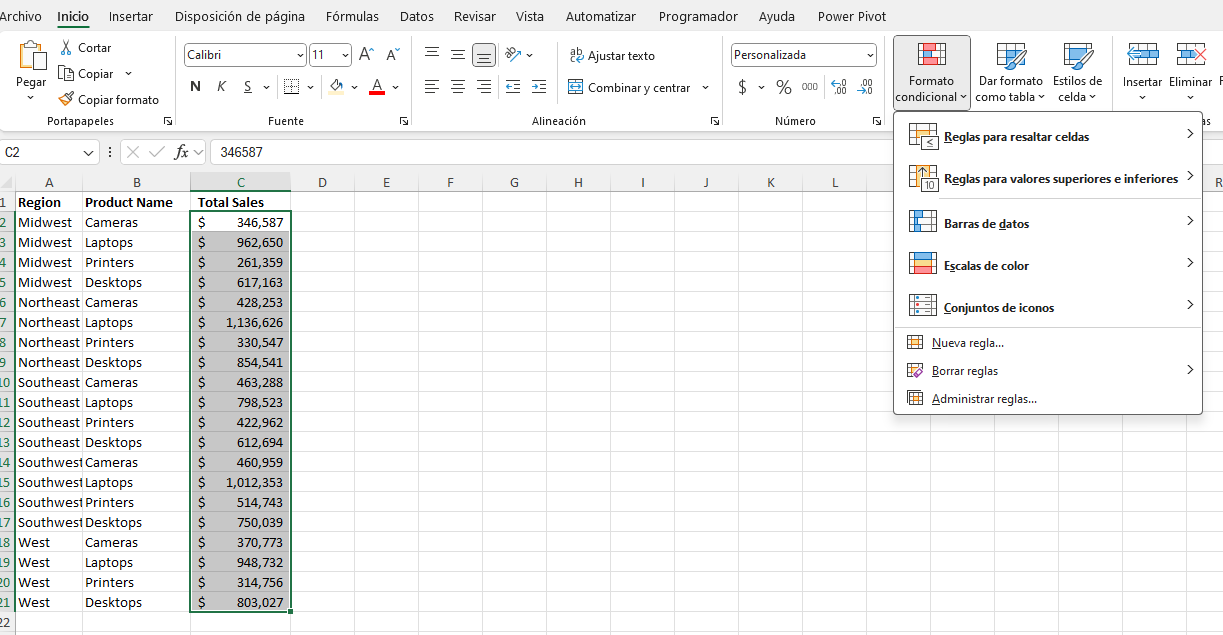 Archivo Inicio Insertar Disposición de página Fórmulas Datos Revisar Vista Automatizar Programador Ayuda Power Pivot
Pegar
Cortar
Copiar
Copiar formato
Portapapeles
Calibri 11
N K S A
Fuente
Ajustar texto
Combinar y centrar
Alineación
Personalizada
$ % 000
Número
Formato condicional
Dar formato como tabla
Estilos de celda
Insertar
Eliminar
C2 fx 346587
Reglas para resaltar celdas
Reglas para valores superiores e inferiores
Barras de datos
Escalas de color
Conjuntos de iconos
Nueva regla...
Borrar reglas
Administrar reglas...
A B C D E F G H I J K L R
1 Region Product Name Total Sales
2 Midwest Cameras $ 346,587
3 Midwest Laptops $ 962,650
4 Midwest Printers $ 261,359
5 Midwest Desktops $ 617,163
6 Northeast Cameras $ 428,253
7 Northeast Laptops $ 1,136,626
8 Northeast Printers $ 330,547
9 Northeast Desktops $ 854,541
10 Southeast Cameras $ 463,288
11 Southeast Laptops $ 798,523
12 Southeast Printers $ 422,962
13 Southeast Desktops $ 612,694
14 Southwest Cameras $ 460,959
15 Southwest Laptops $ 1,012,353
16 Southwest Printers $ 514,743
17 Southwest Desktops $ 750,039
18 West Cameras $ 370,773
19 West Laptops $ 948,732
20 West Printers $ 314,756
21 West Desktops $ 803,027
22